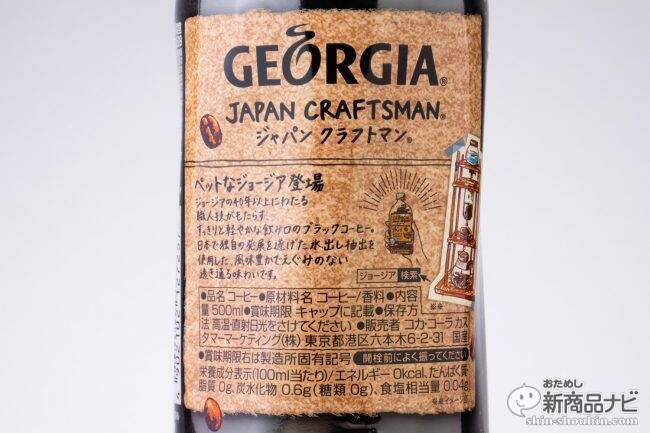 GEORGIA®
JAPAN CRAFTSMAN®
ジャパン クラフトマン®
ペットなジョージア登場
ジョージアの40年以上にわたる
職人技がもたらす、
すっきりと軽やかな飲み口のブラックコーヒー。
日本で独自の発展を遂げた水出し抽出を
使用した、風味豊かでえぐみのない
透き通る味わいです。
GEORGIA
ジョージア 検索
●品名 コーヒー●原材料名 コーヒー/香料●内容
量 500ml●賞味期限 キャップに記載●保存方
法 高温・直射日光をさけてください ●販売者 コカ・コーラ カス
タマーマーケティング(株) 東京都港区六本木6-2-31 国産
●賞味期限右は製造所固有記号 開栓前によく振ってください
栄養成分表示(100ml当たり)/エネルギー 0kcal、たんぱく質・
脂質 0g、炭水化物 0.6g(糖類 0g)、食塩相当量 0.04g
おためし
新商品ナビ
shin-shouhin.com